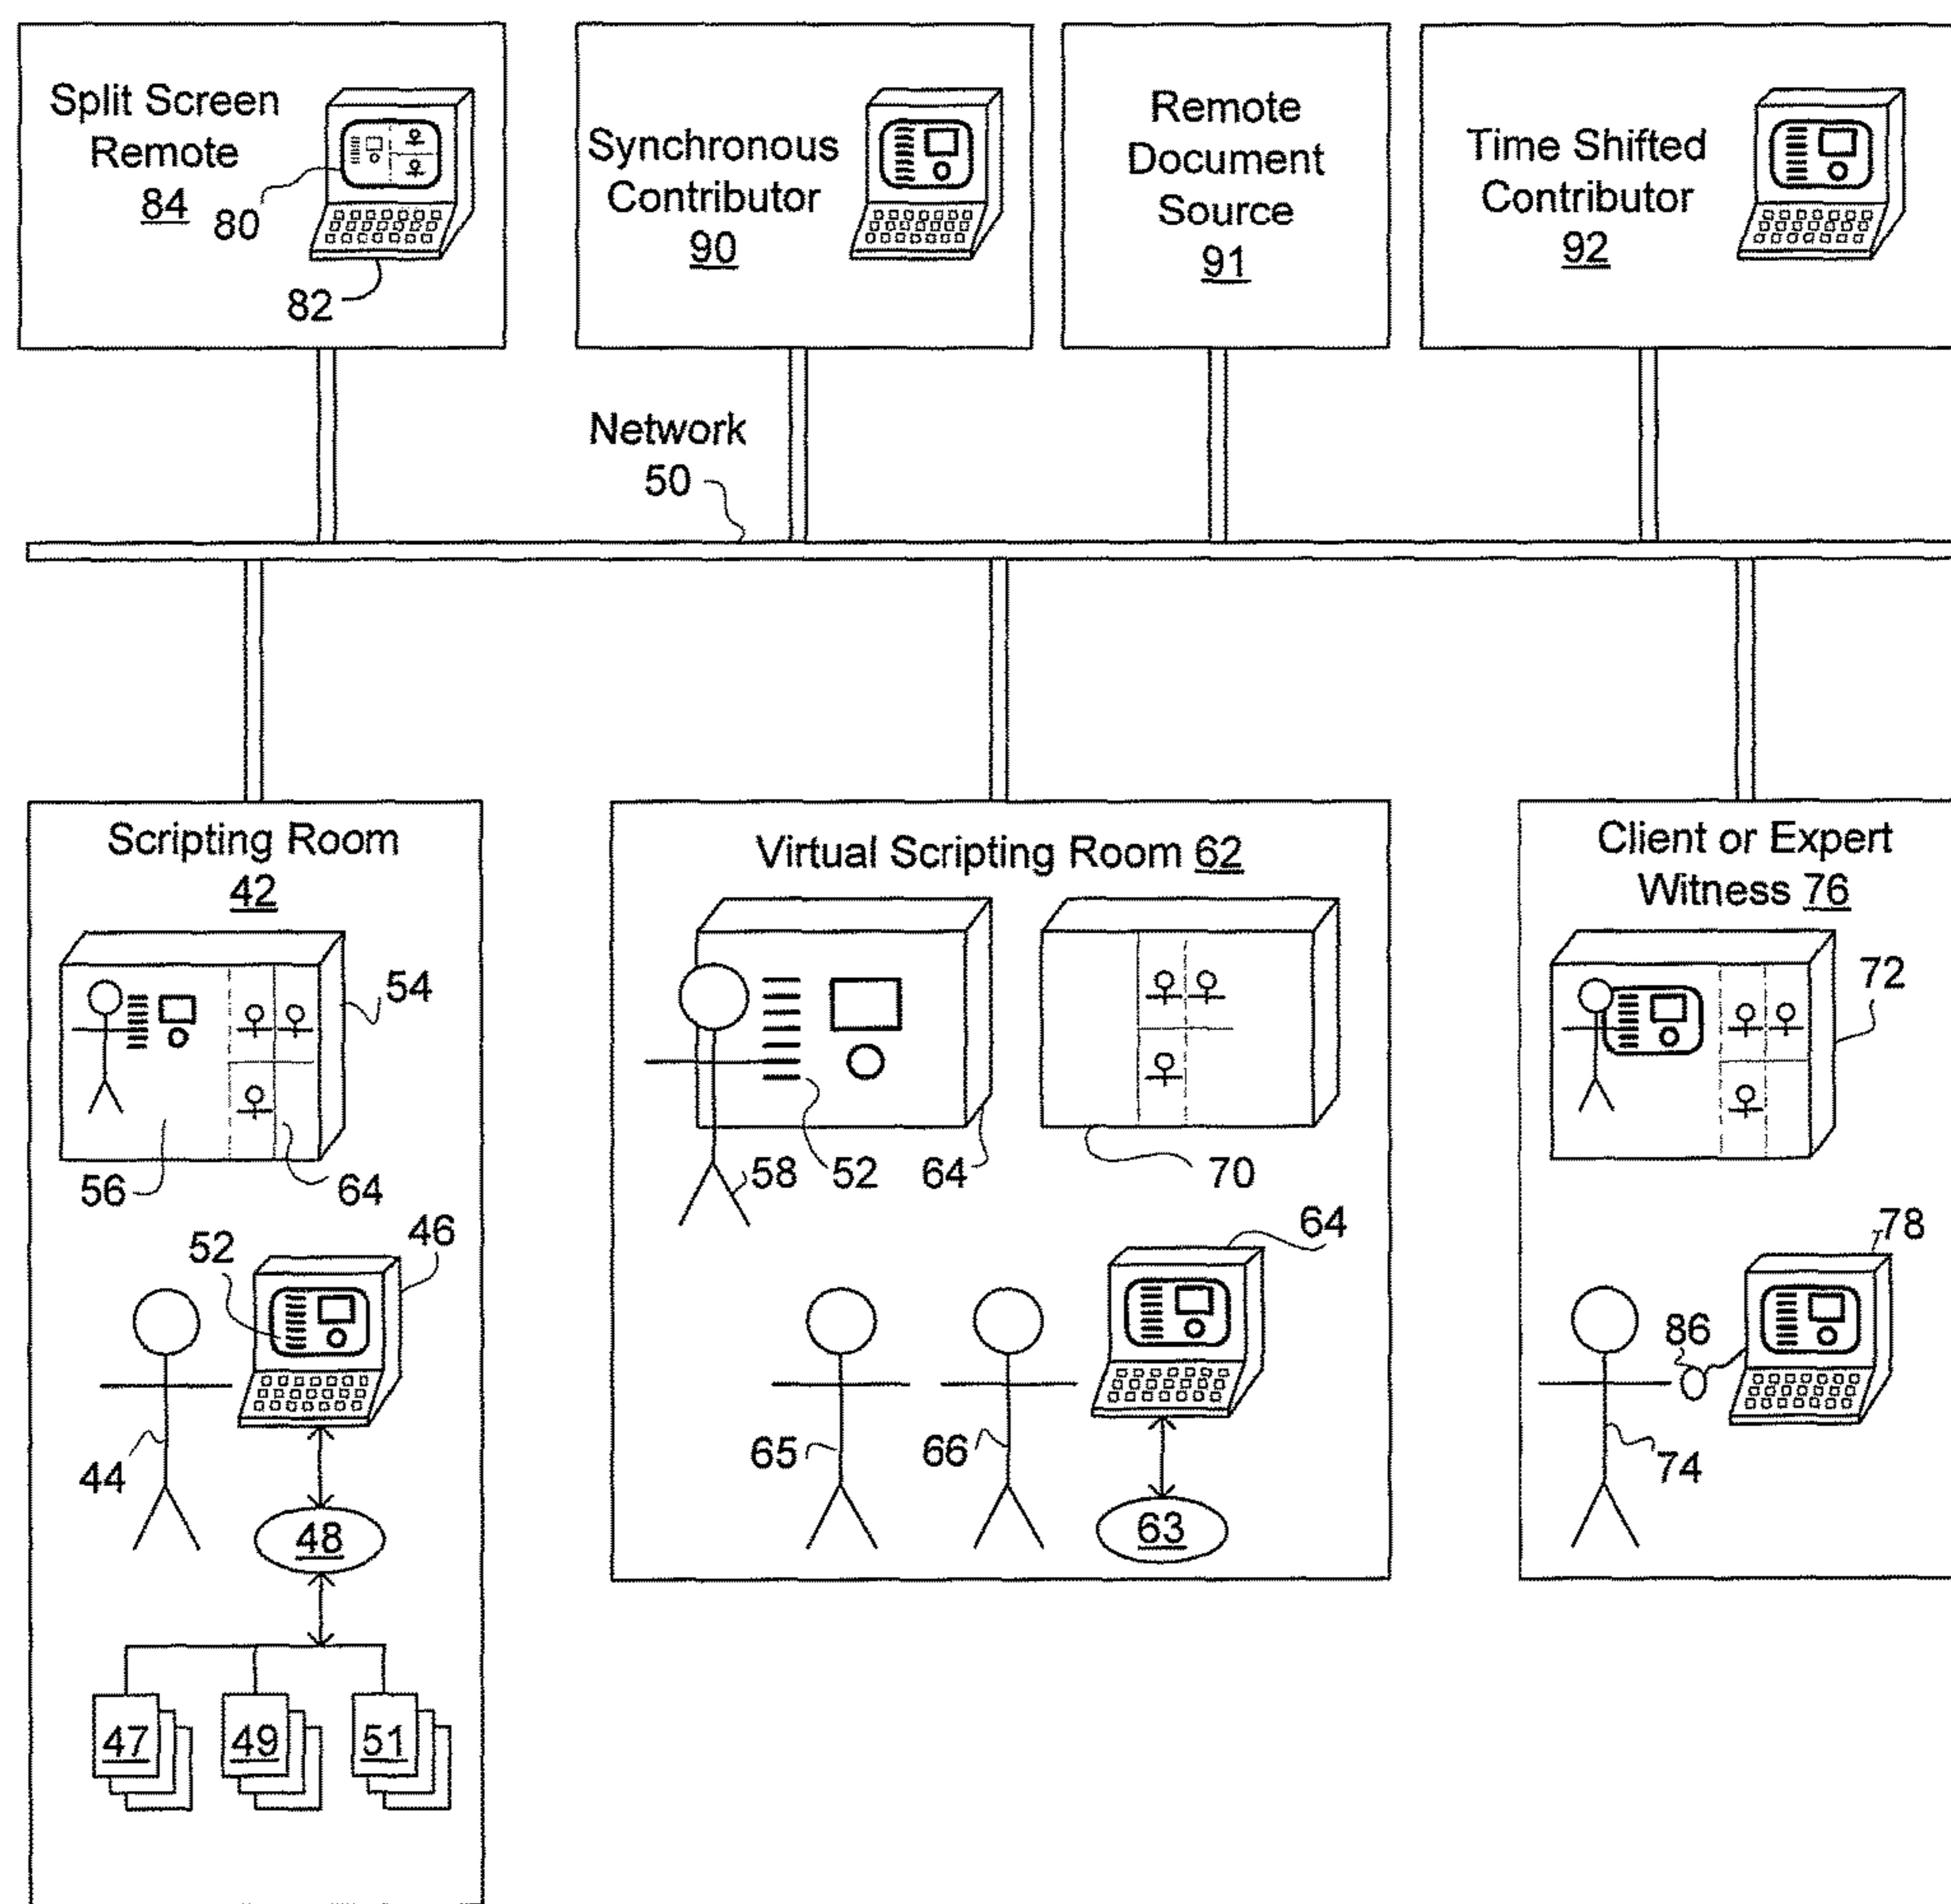 Split Screen
Remote
84
80
82
Synchronous
Contributor
90
Remote
Document
Source
91
Time Shifted
Contributor
92
Network
50
Scripting Room
42
54
56
64
52
46
44
48
47
49
51
Virtual Scripting Room 62
58
52
64
70
64
65
66
63
Client or Expert
Witness 76
72
78
86
74